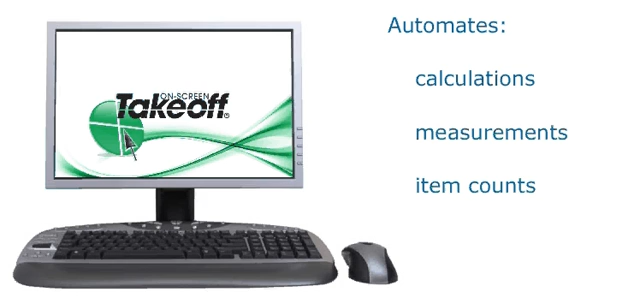 ON-SCREEN
Takeoff®
Automates:
calculations
measurements
item counts